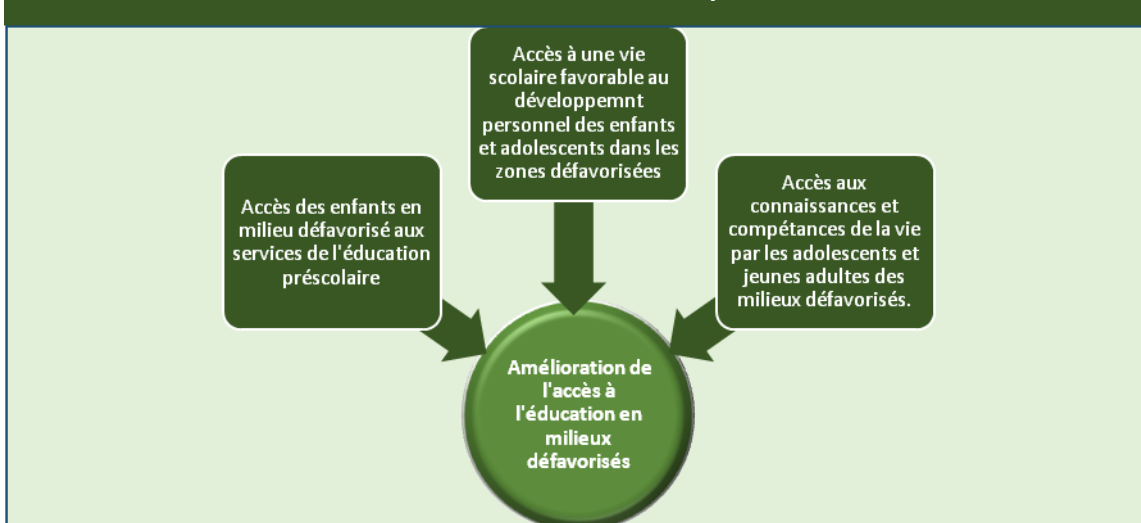 Accès à une vie
scolaire favorable au
développemnt
personnel des enfants
et adolescents dans les
zones défavorisées
Accès des enfants en
milieu défavorisé aux
services de l'éducation
préscolaire
Accès aux
connaissances et
compétances de la vie
par les adolescents et
jeunes adultes des
milieux défavorisés.
Amélioration de
l'accès à
l'éducation en
milieux
défavorisés